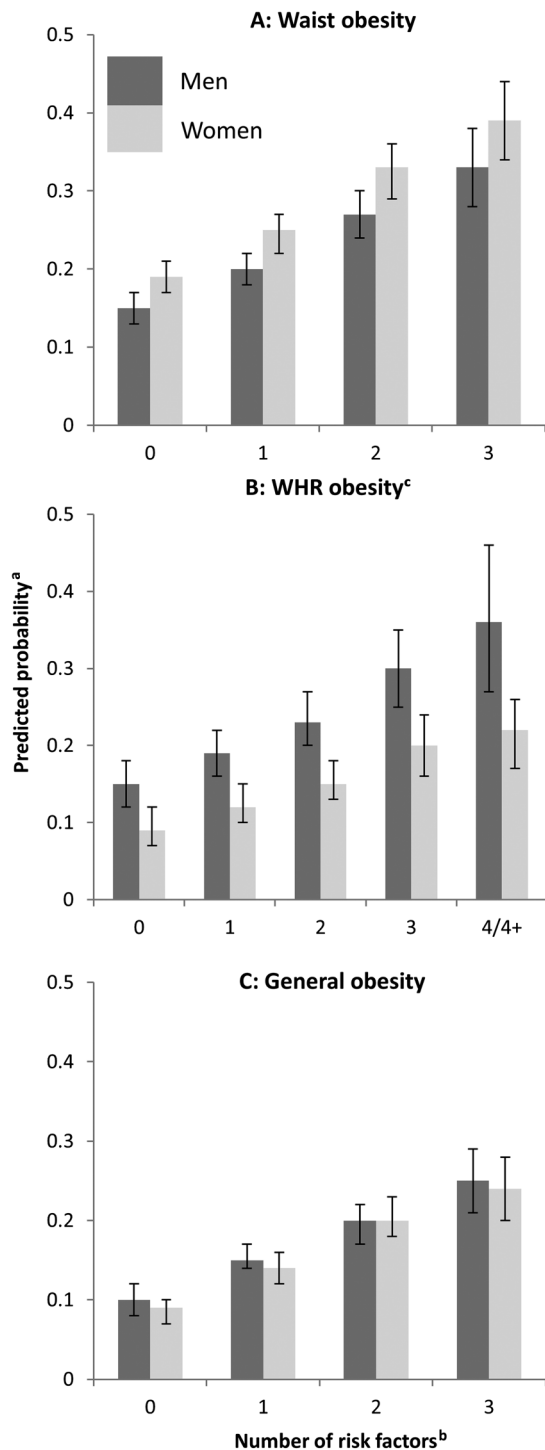 A: Waist obesity
0.5
0.4
0.3
0.2
0.1
0
Men
Women
0 1 2 3
B: WHR obesityᶜ
Predicted probabilityᵃ
0.5
0.4
0.3
0.2
0.1
0
0 1 2 3 4/4+
C: General obesity
0.5
0.4
0.3
0.2
0.1
0
0 1 2 3
Number of risk factorsᵇ